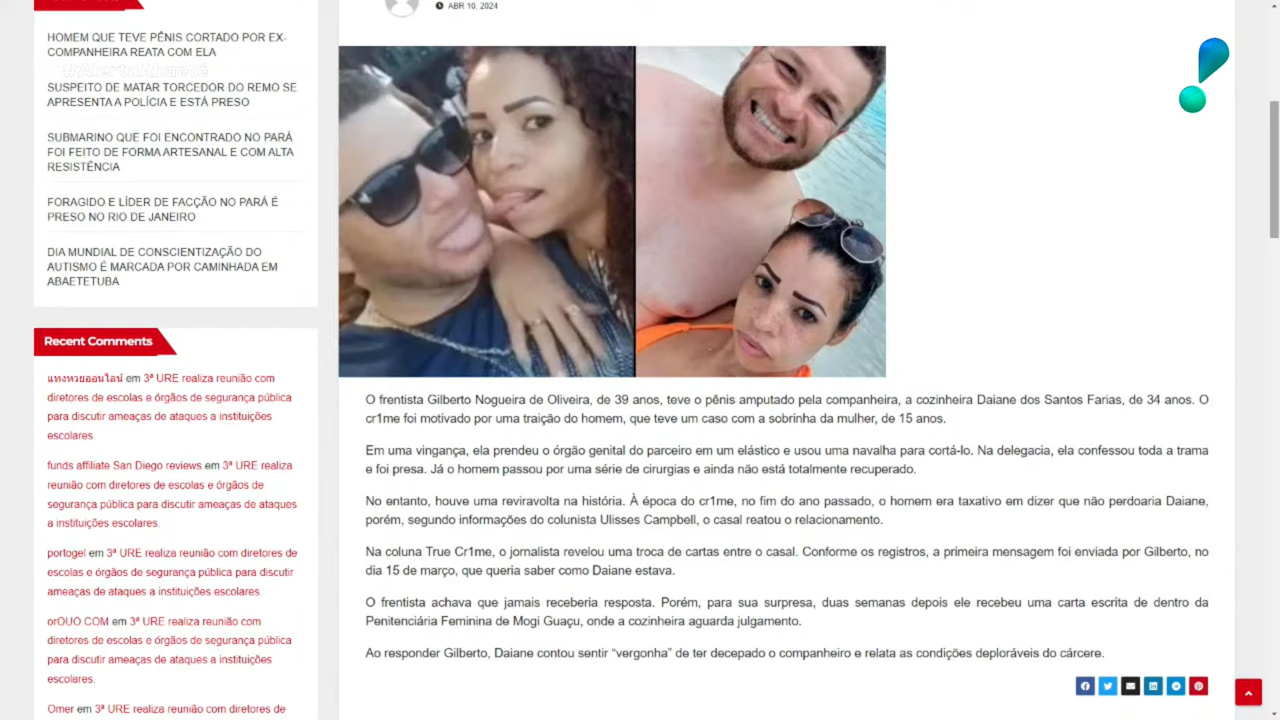 ABR 10, 2024
HOMEM QUE TEVE PÊNIS CORTADO POR EX-
COMPANHEIRA REATA COM ELA
#AlertaAbaeté
SUSPEITO DE MATAR TORCEDOR DO REMO SE
APRESENTA A POLÍCIA E ESTÁ PRESO
SUBMARINO QUE FOI ENCONTRADO NO PARÁ
FOI FEITO DE FORMA ARTESANAL E COM ALTA
RESISTÊNCIA
FORAGIDO E LÍDER DE FACÇÃO NO PARÁ É
PRESO NO RIO DE JANEIRO
DIA MUNDIAL DE CONSCIENTIZAÇÃO DO
AUTISMO É MARCADA POR CAMINHADA EM
ABAETETUBA
Recent Comments
แทงหวยออนไลน์ em 3ª URE realiza reunião com
diretores de escolas e órgãos de segurança pública
para discutir ameaças de ataques a instituições
escolares.
funds affiliate San Diego reviews em 3ª URE realiza
reunião com diretores de escolas e órgãos de
segurança pública para discutir ameaças de ataques
a instituições escolares.
portogel em 3ª URE realiza reunião com diretores de
escolas e órgãos de segurança pública para discutir
ameaças de ataques a instituições escolares.
orOUO COM em 3ª URE realiza reunião com
diretores de escolas e órgãos de segurança pública
para discutir ameaças de ataques a instituições
escolares.
Omer em 3ª URE realiza reunião com diretores de
O frentista Gilberto Nogueira de Oliveira, de 39 anos, teve o pênis amputado pela companheira, a cozinheira Daiane dos Santos Farias, de 34 anos. O
cr1me foi motivado por uma traição do homem, que teve um caso com a sobrinha da mulher, de 15 anos.
Em uma vingança, ela prendeu o órgão genital do parceiro em um elástico e usou uma navalha para cortá-lo. Na delegacia, ela confessou toda a trama
e foi presa. Já o homem passou por uma série de cirurgias e ainda não está totalmente recuperado.
No entanto, houve uma reviravolta na história. À época do cr1me, no fim do ano passado, o homem era taxativo em dizer que não perdoaria Daiane,
porém, segundo informações do colunista Ulisses Campbell, o casal reatou o relacionamento.
Na coluna True Cr1me, o jornalista revelou uma troca de cartas entre o casal. Conforme os registros, a primeira mensagem foi enviada por Gilberto, no
dia 15 de março, que queria saber como Daiane estava.
O frentista achava que jamais receberia resposta. Porém, para sua surpresa, duas semanas depois ele recebeu uma carta escrita de dentro da
Penitenciária Feminina de Mogi Guaçu, onde a cozinheira aguarda julgamento.
Ao responder Gilberto, Daiane contou sentir “vergonha” de ter decepado o companheiro e relata as condições deploráveis do cárcere.